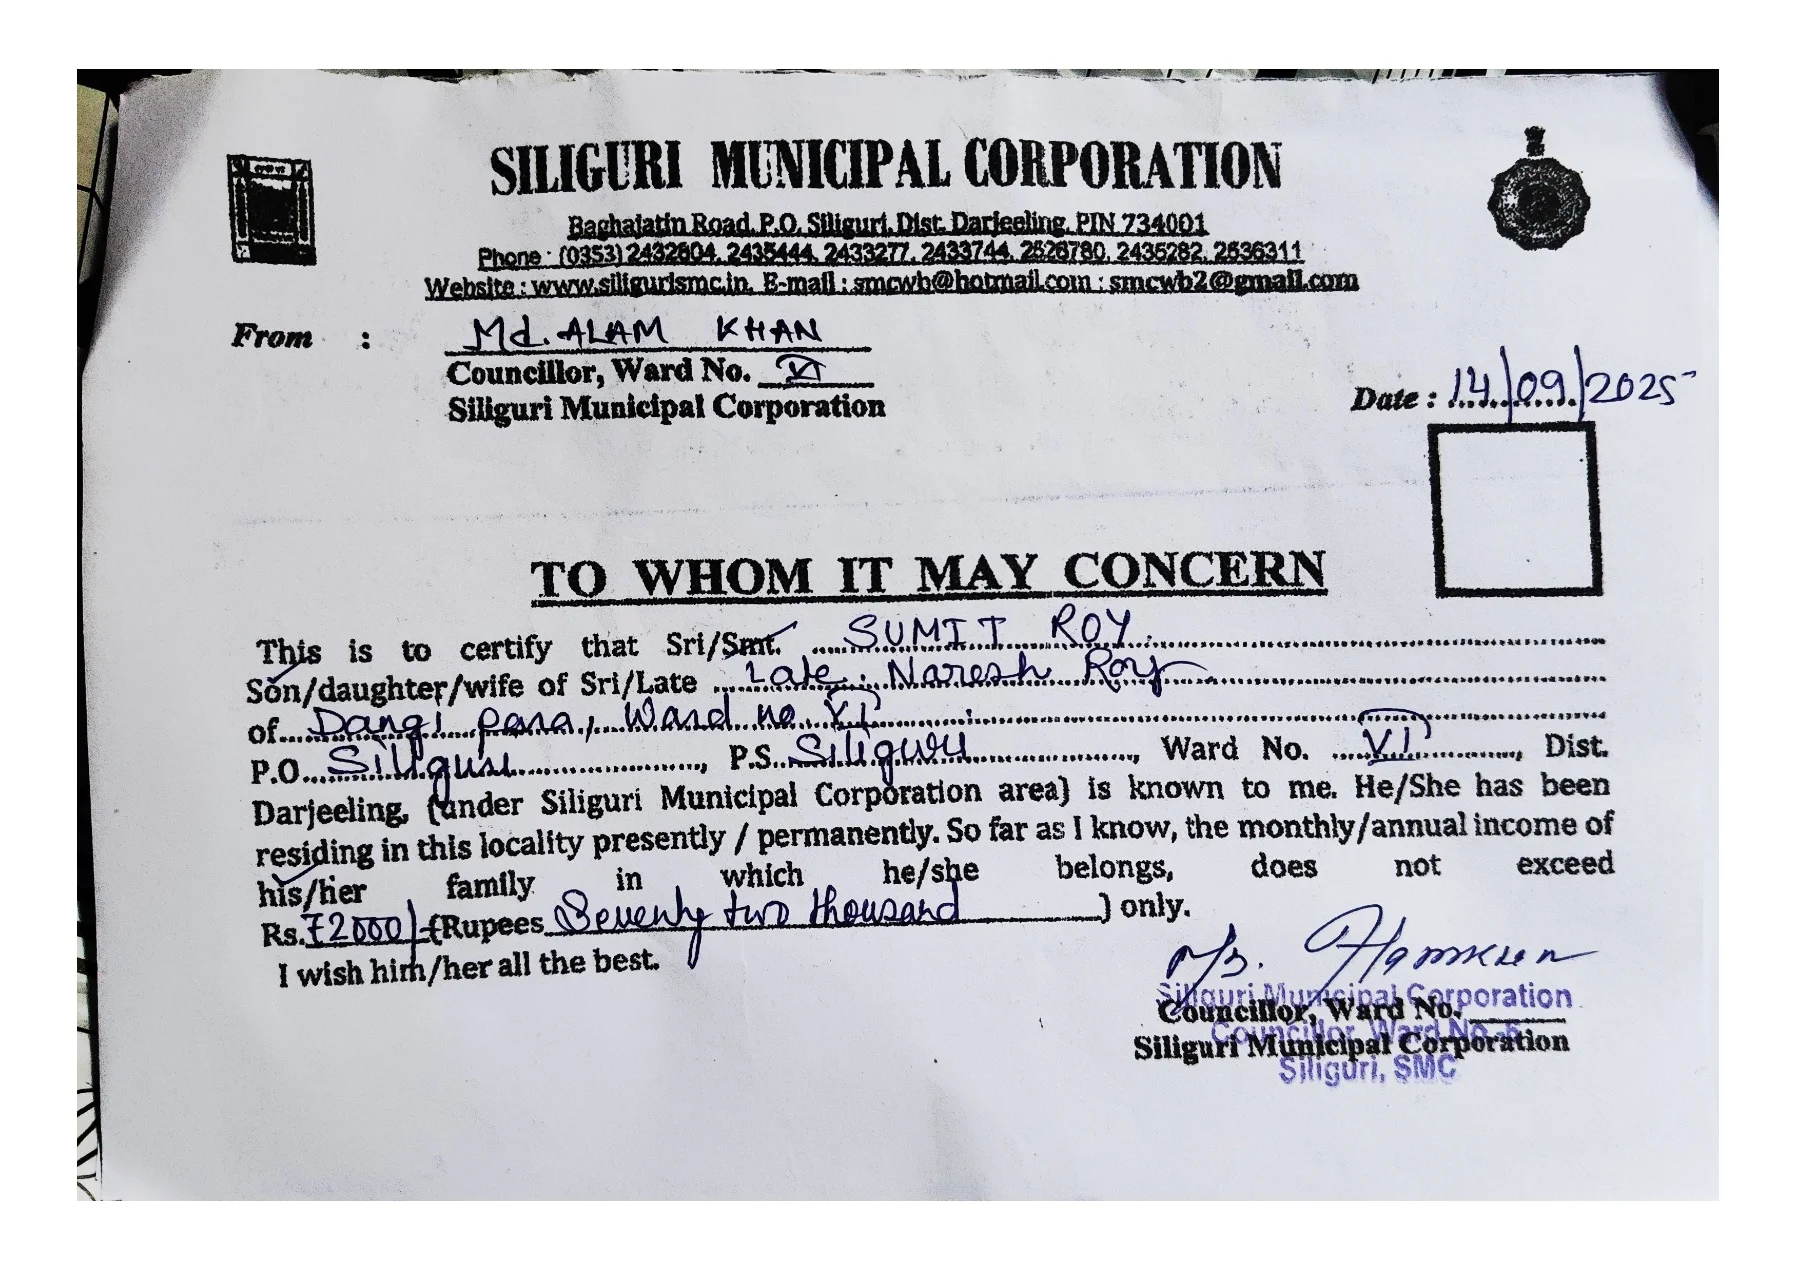 SILIGURI MUNICIPAL CORPORATION
Baghajatin Road. P.O. Siliguri. Dist. Darjeeling. PIN 734001
Phone : (0353) 2432604, 2435444, 2433277, 2433744, 2526780, 2435282, 2536311
Website : www.siligurismc.in, E-mail : smcwb@hotmail.com : smcwb2@gmail.com
From : Md. ALAM KHAN
Councillor, Ward No. VI
Siliguri Municipal Corporation
Date : 14/09/2025
TO WHOM IT MAY CONCERN
This is to certify that Sri/Smt. SUMIT ROY.
Son/daughter/wife of Sri/Late Late. Naresh Roy
of Dangi para, Ward no VI
P.O. Siliguri, P.S. Siliguri, Ward No. VI, Dist.
Darjeeling, (under Siliguri Municipal Corporation area) is known to me. He/She has been
residing in this locality presently / permanently. So far as I know, the monthly/annual income of
his/her family in which he/she belongs, does not exceed
Rs. 72000/- (Rupees Seventy two thousand ) only.
I wish him/her all the best.
Siliguri Municipal Corporation
Councillor, Ward No.
Councillor, Ward No.-6
Siliguri Municipal Corporation
Siliguri, SMC